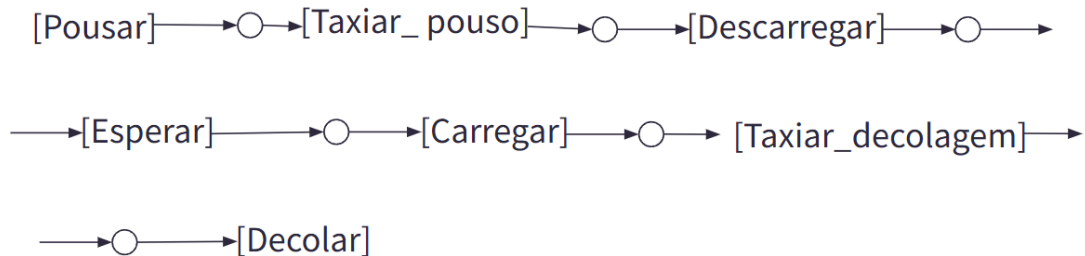 [Pousar] [Taxiar_ pouso] [Descarregar]
[Esperar] [Carregar] [Taxiar_decolagem]
[Decolar]